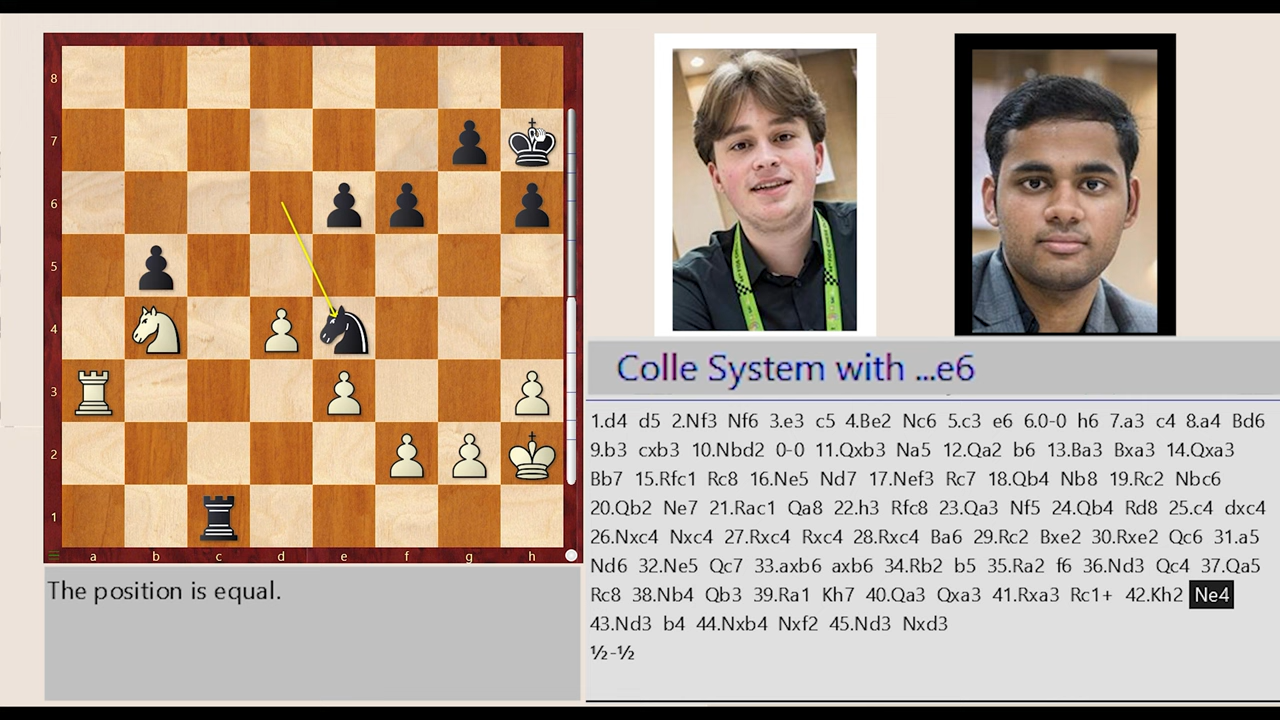 8
7
6
5
4
3
2
1
a b c d e f g h
The position is equal.
Colle System with ...e6
1.d4 d5 2.Nf3 Nf6 3.e3 c5 4.Be2 Nc6 5.c3 e6 6.0-0 h6 7.a3 c4 8.a4 Bd6
9.b3 cxb3 10.Nbd2 0-0 11.Qxb3 Na5 12.Qa2 b6 13.Ba3 Bxa3 14.Qxa3
Bb7 15.Rfc1 Rc8 16.Ne5 Nd7 17.Nef3 Rc7 18.Qb4 Nb8 19.Rc2 Nbc6
20.Qb2 Ne7 21.Rac1 Qa8 22.h3 Rfc8 23.Qa3 Nf5 24.Qb4 Rd8 25.c4 dxc4
26.Nxc4 Nxc4 27.Rxc4 Rxc4 28.Rxc4 Ba6 29.Rc2 Bxe2 30.Rxe2 Qc6 31.a5
Nd6 32.Ne5 Qc7 33.axb6 axb6 34.Rb2 b5 35.Ra2 f6 36.Nd3 Qc4 37.Qa5
Rc8 38.Nb4 Qb3 39.Ra1 Kh7 40.Qa3 Qxa3 41.Rxa3 Rc1+ 42.Kh2 Ne4
43.Nd3 b4 44.Nxb4 Nxf2 45.Nd3 Nxd3
½-½